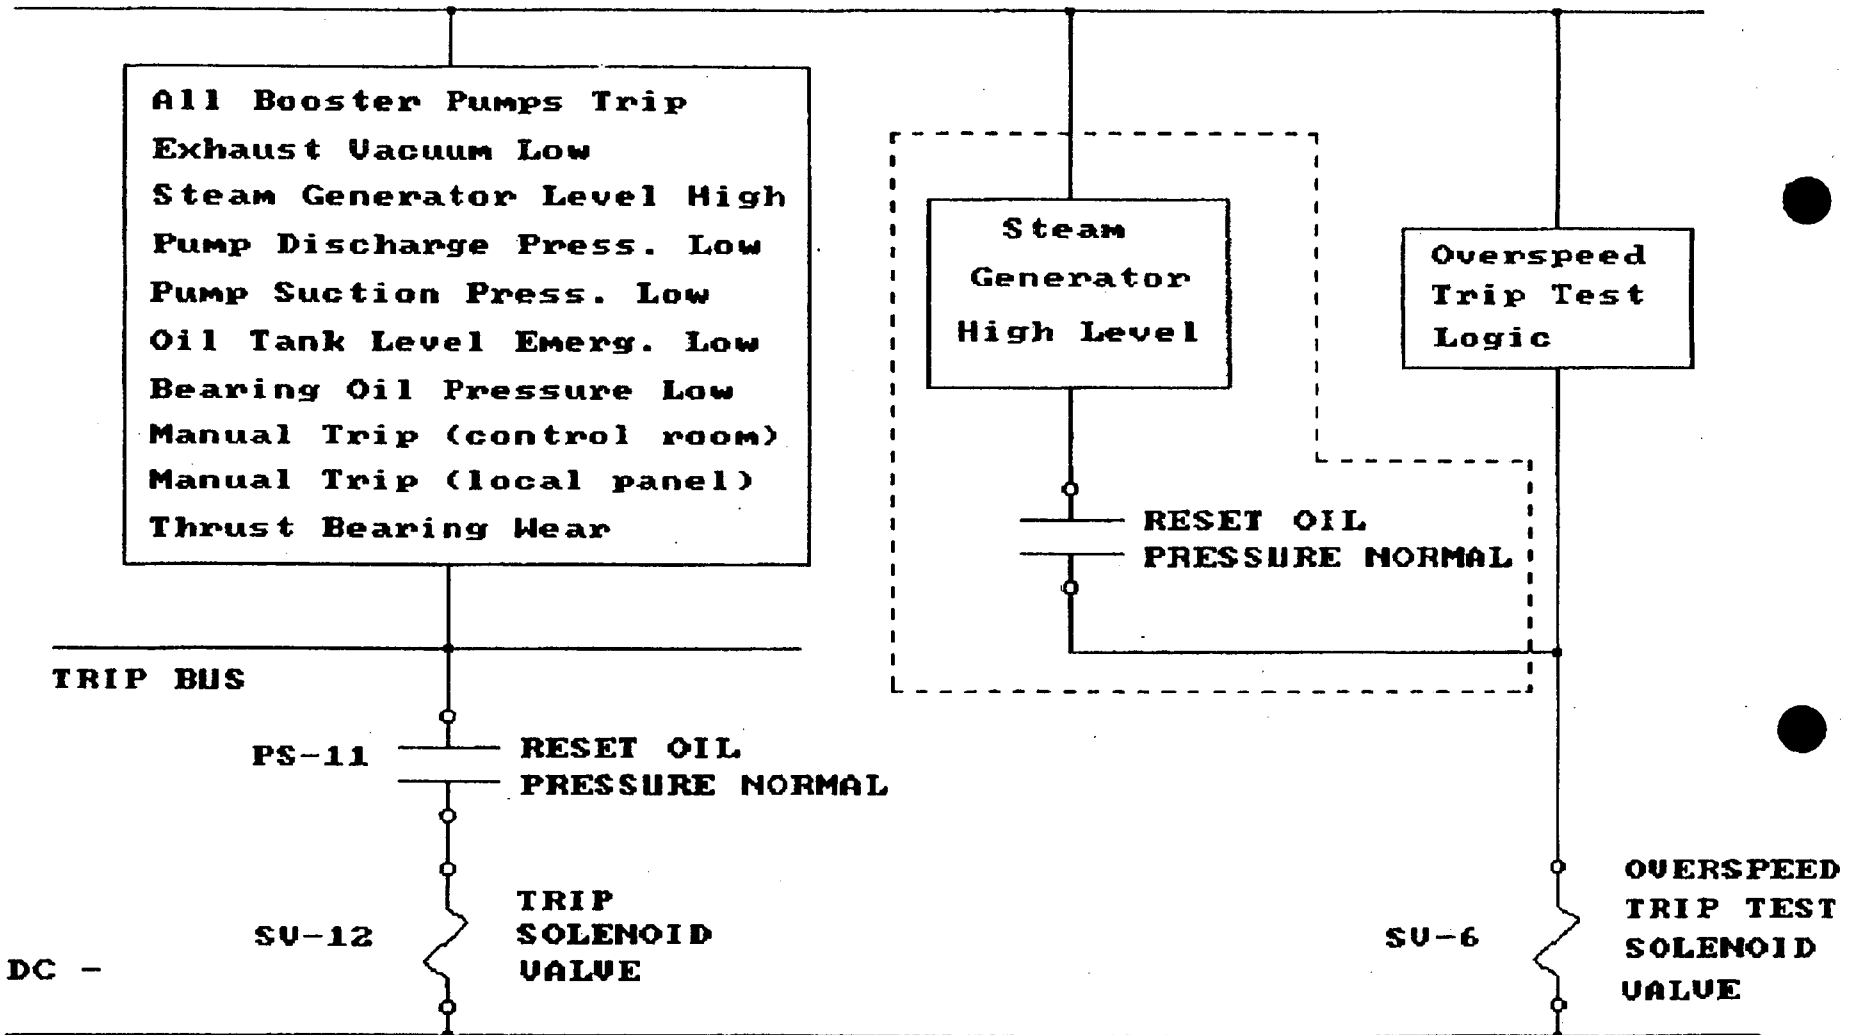 All Booster Pumps Trip
Exhaust Vacuum Low
Steam Generator Level High
Pump Discharge Press. Low
Pump Suction Press. Low
Oil Tank Level Emerg. Low
Bearing Oil Pressure Low
Manual Trip (control room)
Manual Trip (local panel)
Thrust Bearing Wear
TRIP BUS
PS-11
RESET OIL
PRESSURE NORMAL
SV-12
TRIP
SOLENOID
VALVE
DC -
Steam
Generator
High Level
RESET OIL
PRESSURE NORMAL
Overspeed
Trip Test
Logic
SV-6
OVERSPEED
TRIP TEST
SOLENOID
VALVE